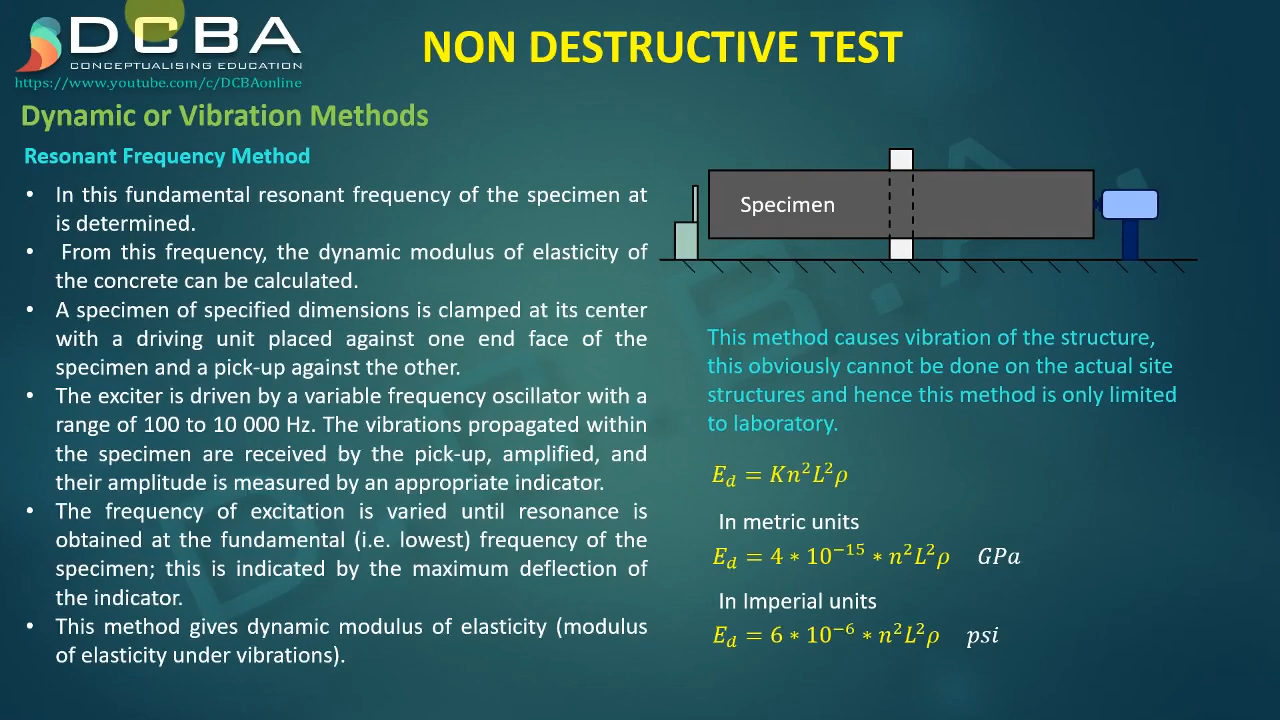 DCBA
CONCEPTUALISING EDUCATION
https://www.youtube.com/c/DCBAonline
NON DESTRUCTIVE TEST
Dynamic or Vibration Methods
Resonant Frequency Method
• In this fundamental resonant frequency of the specimen at
is determined.
• From this frequency, the dynamic modulus of elasticity of
the concrete can be calculated.
• A specimen of specified dimensions is clamped at its center
with a driving unit placed against one end face of the
specimen and a pick-up against the other.
• The exciter is driven by a variable frequency oscillator with a
range of 100 to 10 000 Hz. The vibrations propagated within
the specimen are received by the pick-up, amplified, and
their amplitude is measured by an appropriate indicator.
• The frequency of excitation is varied until resonance is
obtained at the fundamental (i.e. lowest) frequency of the
specimen; this is indicated by the maximum deflection of
the indicator.
• This method gives dynamic modulus of elasticity (modulus
of elasticity under vibrations).
Specimen
This method causes vibration of the structure,
this obviously cannot be done on the actual site
structures and hence this method is only limited
to laboratory.
E_d = Kn²L²ρ
In metric units
E_d = 4 * 10⁻¹⁵ * n²L²ρ GPa
In Imperial units
E_d = 6 * 10⁻⁶ * n²L²ρ psi
D.C.B.A.